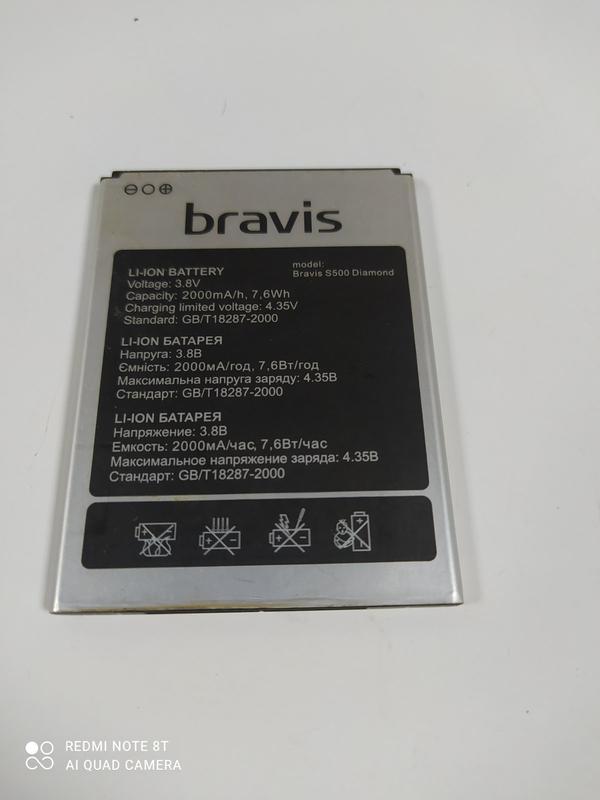 bravis
LI-ION BATTERY
model:
Voltage: 3.8V
Bravis S500 Diamond
Capacity: 2000mA/h, 7,6Wh
Charging limited voltage: 4.35V
Standard: GB/T18287-2000
LI-ION БАТАРЕЯ
Напруга: 3.8В
Ємність: 2000мА/год, 7,6Вт/год
Максимальна напруга заряду: 4.35В
Стандарт: GB/T18287-2000
LI-ION БАТАРЕЯ
Напряжение: 3.8В
Емкость: 2000мА/час, 7,6Вт/час
Максимальное напряжение заряда: 4.35В
Стандарт: GB/T18287-2000
REDMI NOTE 8T
AI QUAD CAMERA